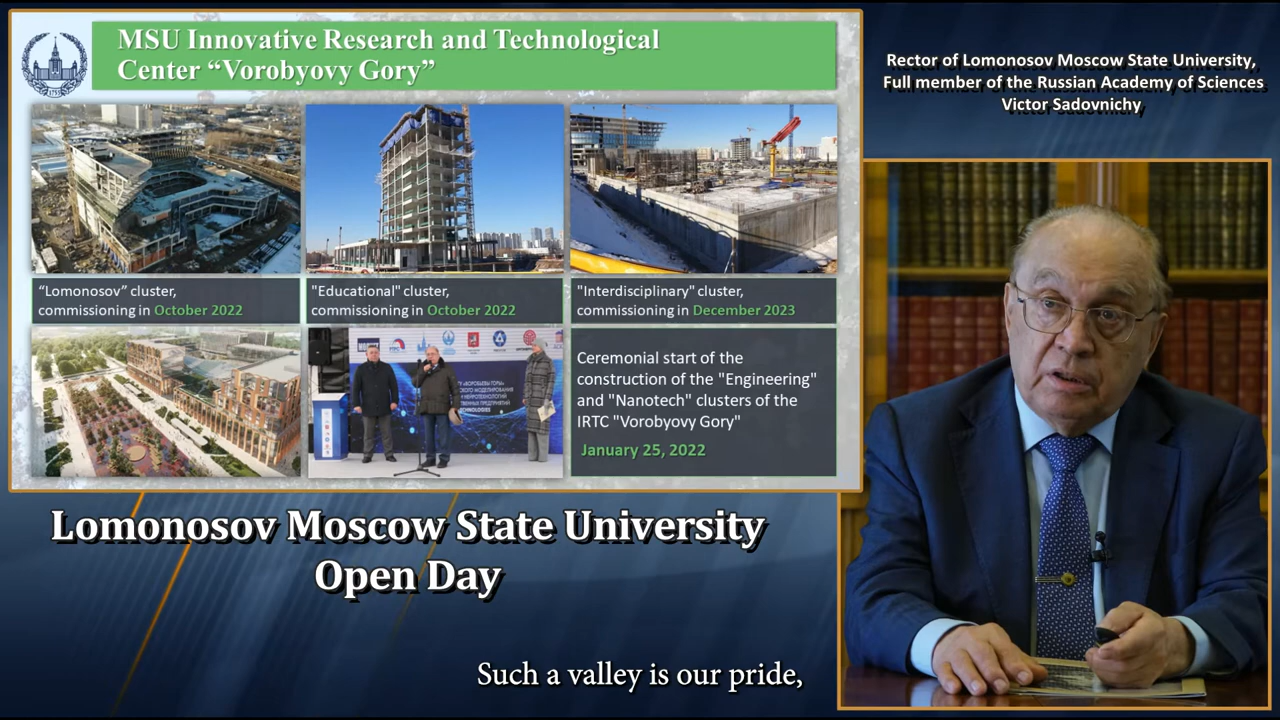 MSU Innovative Research and Technological
Center “Vorobyovy Gory”
Rector of Lomonosov Moscow State University,
Full member of the Russian Academy of Sciences
Victor Sadovnichy
“Lomonosov” cluster,
commissioning in October 2022
"Educational" cluster,
commissioning in October 2022
"Interdisciplinary" cluster,
commissioning in December 2023
Ceremonial start of the
construction of the "Engineering"
and "Nanotech" clusters of the
IRTC "Vorobyovy Gory"
January 25, 2022
Lomonosov Moscow State University
Open Day
Such a valley is our pride,